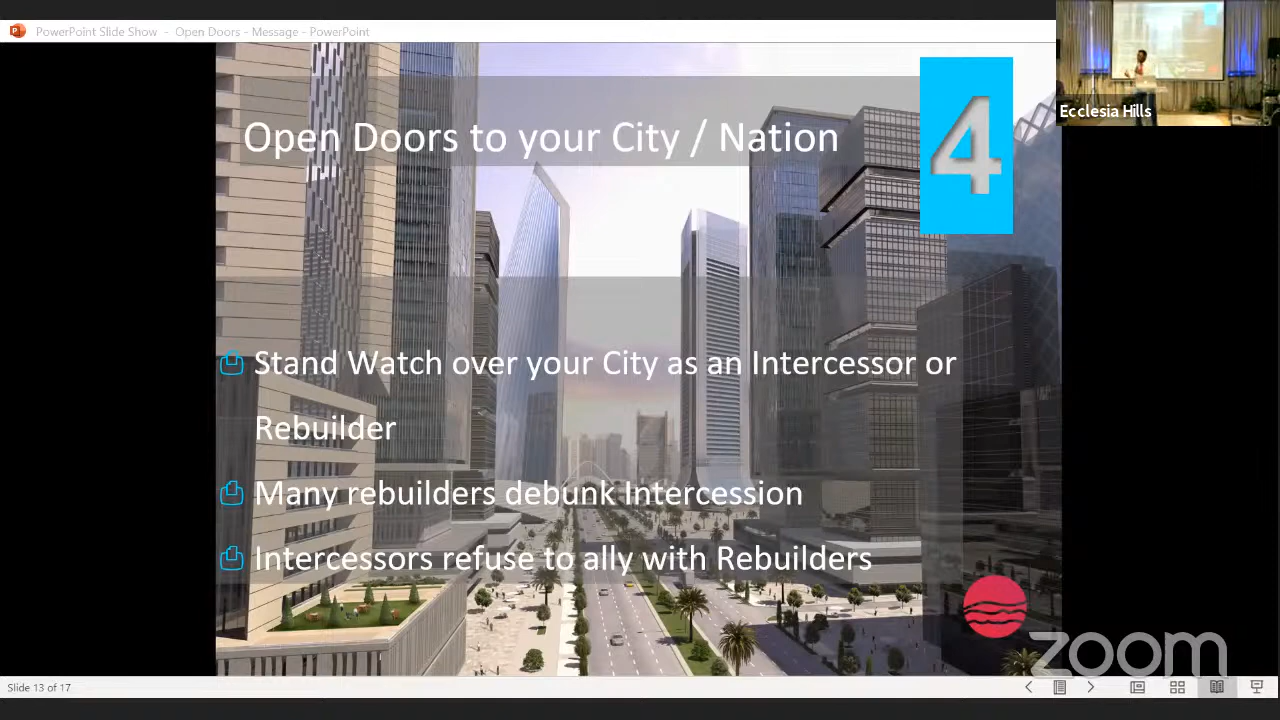 PowerPoint Slide Show - Open Doors - Message - PowerPoint
Ecclesia Hills
4
Open Doors to your City / Nation
Stand Watch over your City as an Intercessor or
Rebuilder
Many rebuilders debunk Intercession
Intercessors refuse to ally with Rebuilders
zoom
Slide 13 of 17